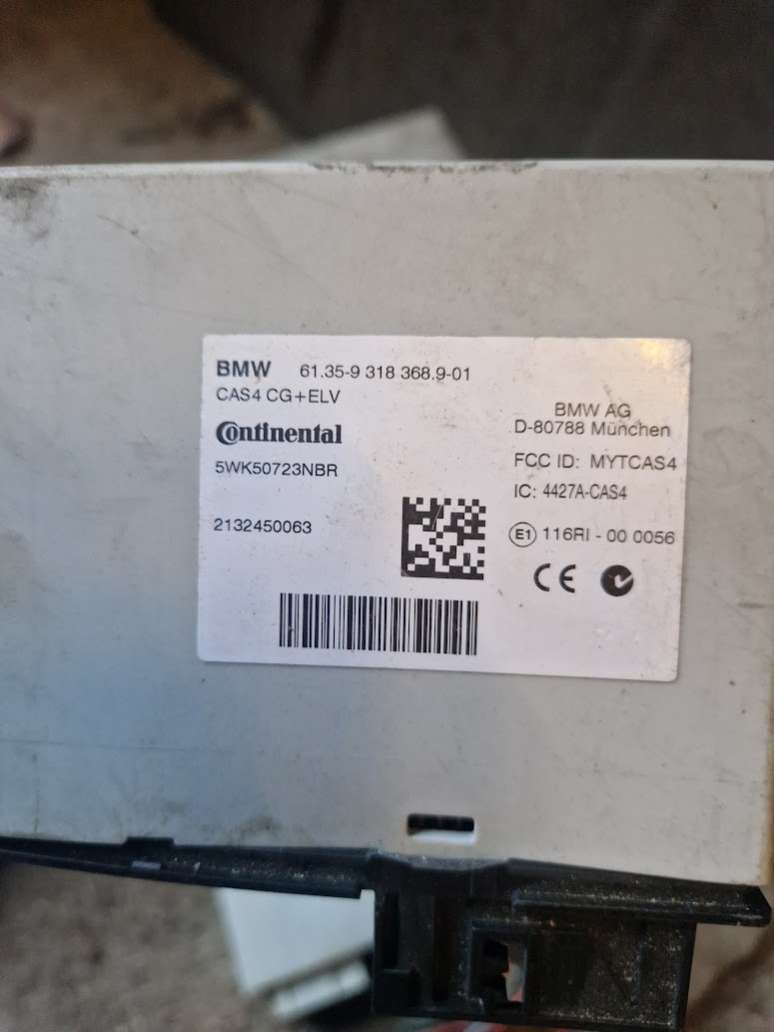 BMW 61.35-9 318 368.9-01
CAS4 CG+ELV
Continental
5WK50723NBR
2132450063
BMW AG
D-80788 München
FCC ID: MYTCAS4
IC: 4427A-CAS4
E1 116RI - 00 0056
CE